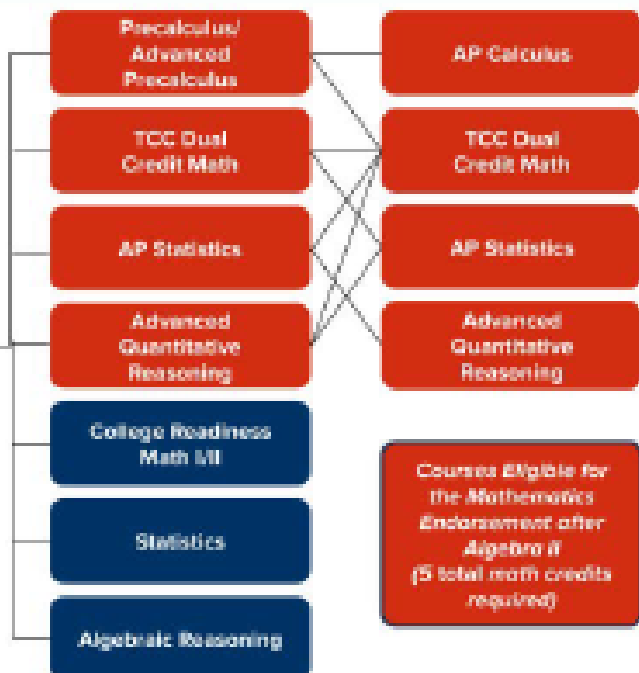 Precalculus/
Advanced
Precalculus
TCC Dual
Credit Math
AP Statistics
Advanced
Quantitative
Reasoning
College Readiness
Math I/II
Statistics
Algebraic Reasoning
AP Calculus
TCC Dual
Credit Math
AP Statistics
Advanced
Quantitative
Reasoning
Courses Eligible for
the Mathematics
Endorsement after
Algebra II
(5 total math credits
required)